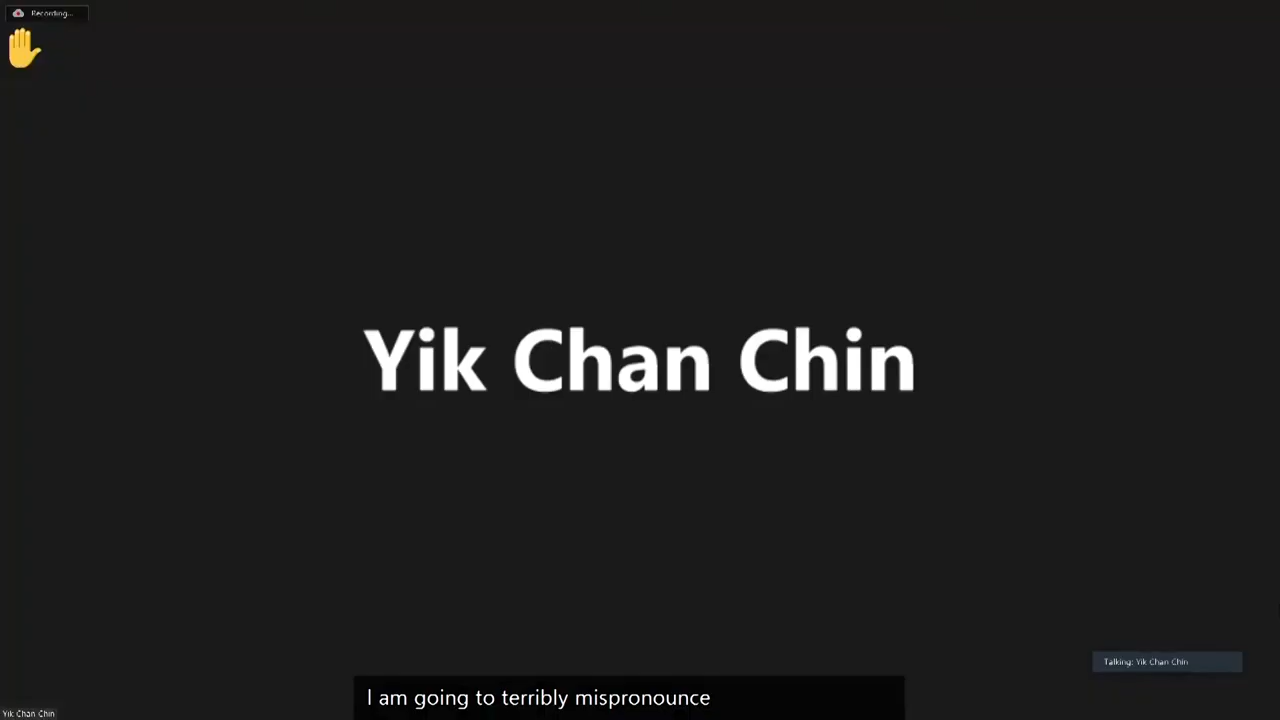 Recording...
Yik Chan Chin
Talking: Yik Chan Chin
I am going to terribly mispronounce
Yik Chan Chin